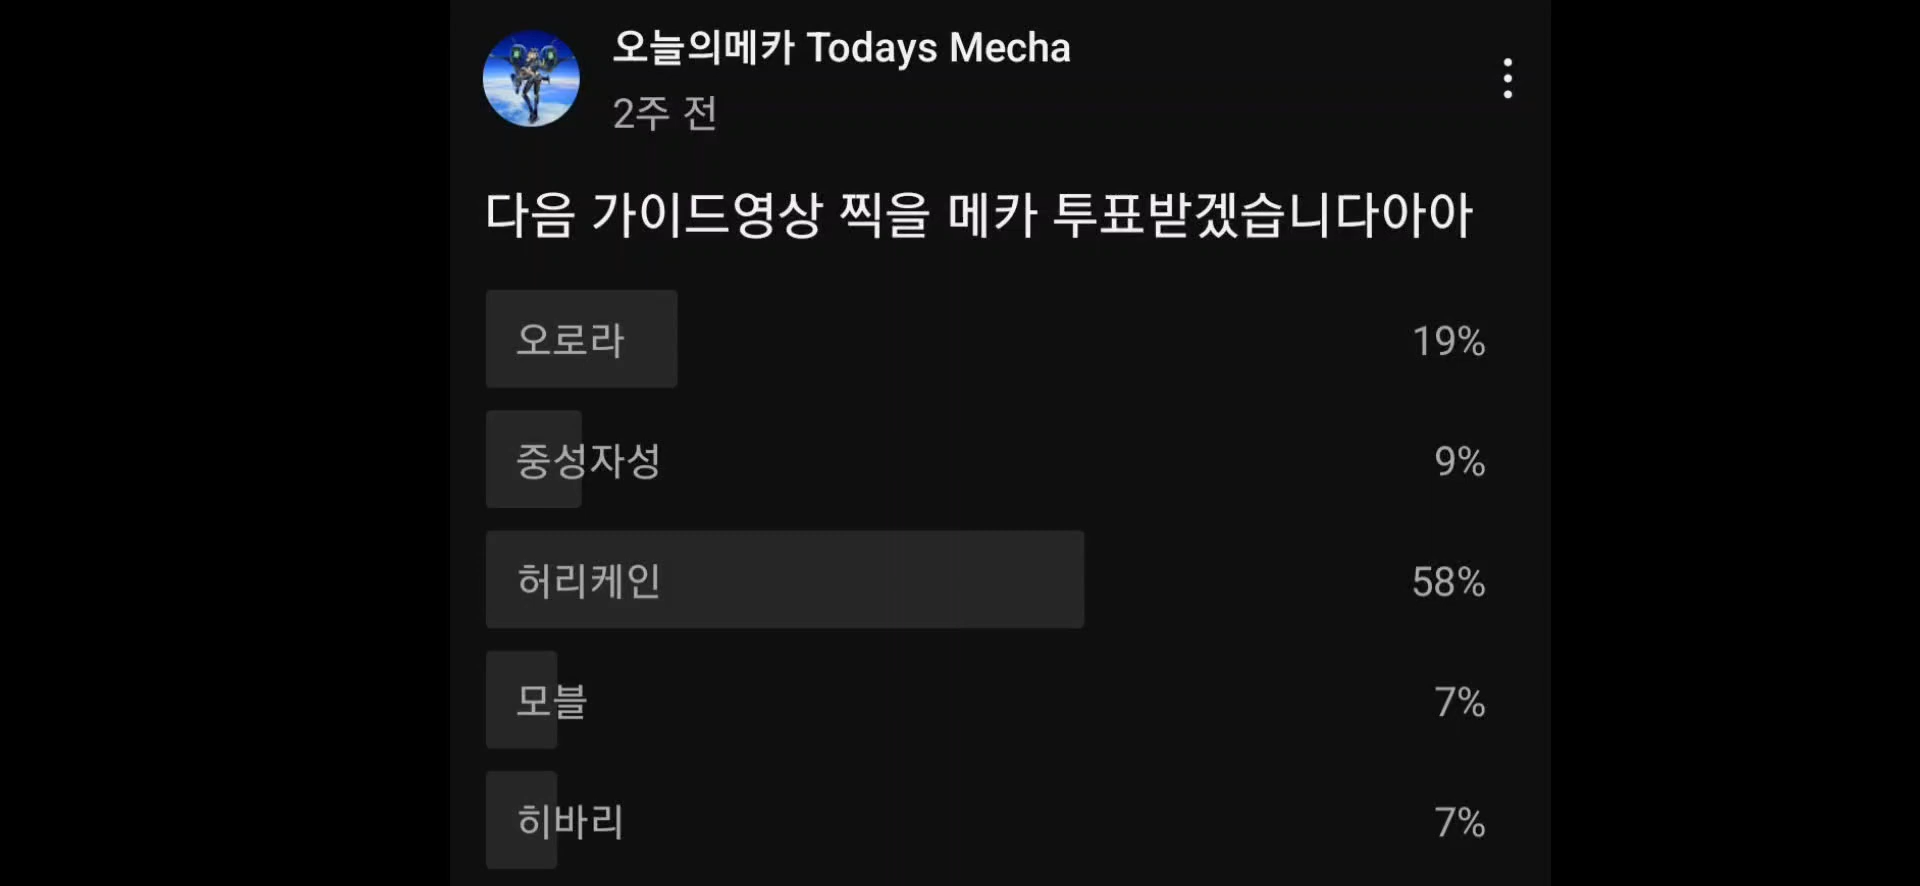 오늘의메카 Todays Mecha
2주 전
다음 가이드영상 찍을 메카 투표받겠습니다아아
오로라 19%
중성자성 9%
허리케인 58%
모블 7%
히바리 7%